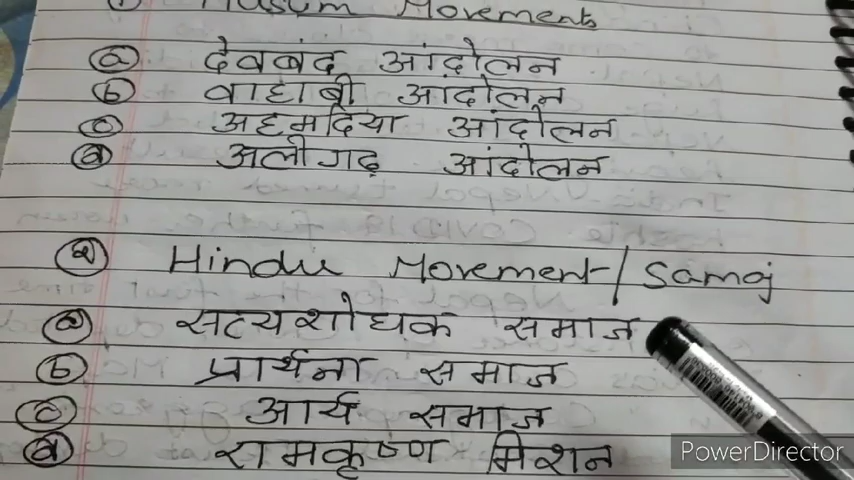 ① Muslim Movements
ⓐ देवबंद आंदोलन
ⓑ वाहाबी आंदोलन
ⓒ अहमदिया आंदोलन
ⓓ अलीगढ़ आंदोलन
② Hindu Movement / Samaj
ⓐ सत्यशोधक समाज
ⓑ प्रार्थना समाज
ⓒ आर्य समाज
ⓓ रामकृष्ण मिशन
PowerDirector